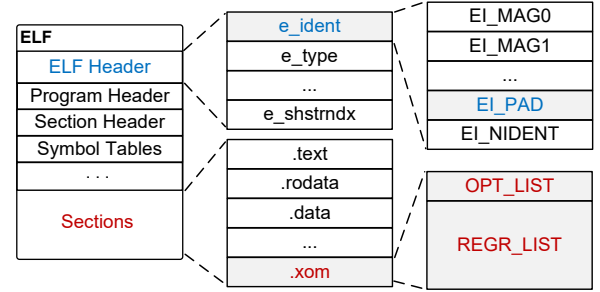 ELF
ELF Header
Program Header
Section Header
Symbol Tables
. . .
Sections
e_ident
e_type
...
e_shstrndx
.text
.rodata
.data
...
.xom
EI_MAG0
EI_MAG1
...
EI_PAD
EI_NIDENT
OPT_LIST
REGR_LIST